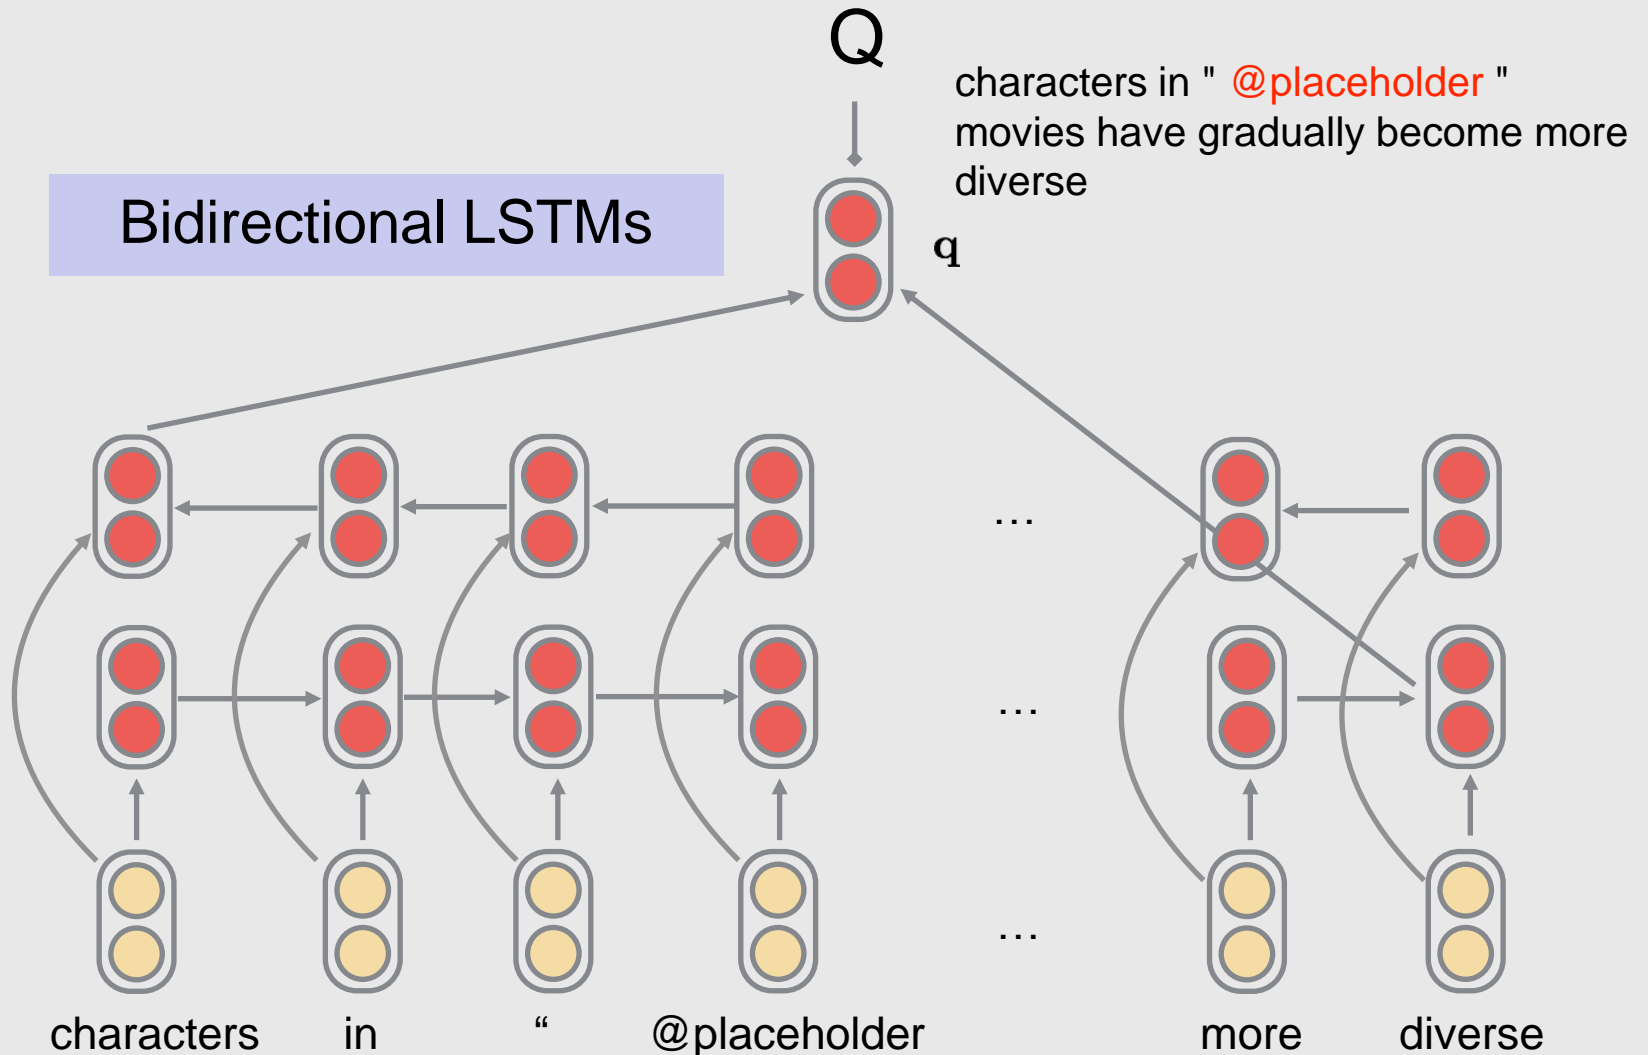 Q
characters in " @placeholder "
movies have gradually become more
diverse
Bidirectional LSTMs
q
...
...
...
characters in “ @placeholder more diverse